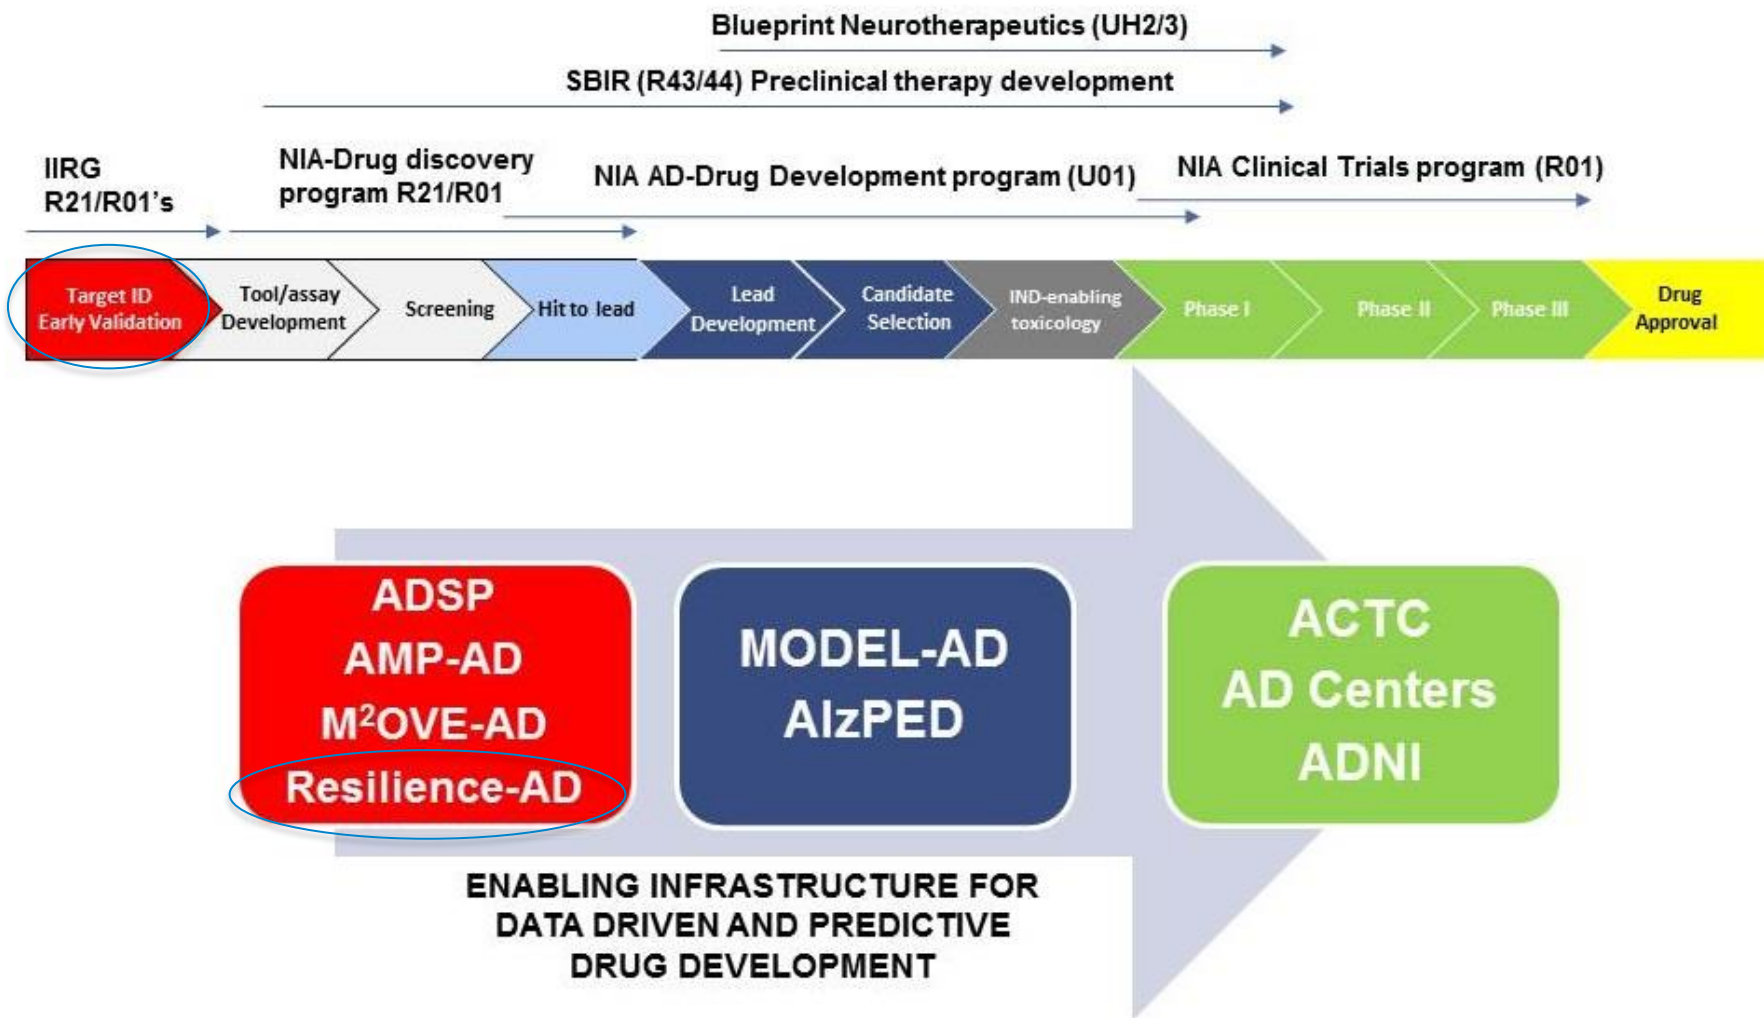 Blueprint Neurotherapeutics (UH2/3)
SBIR (R43/44) Preclinical therapy development
IIRG
R21/R01's
NIA-Drug discovery
program R21/R01
NIA AD-Drug Development program (U01)
NIA Clinical Trials program (R01)
Target ID
Early Validation
Tool/assay
Development
Screening
Hit to lead
Lead
Development
Candidate
Selection
IND-enabling
toxicology
Phase I
Phase II
Phase III
Drug
Approval
ADSP
AMP-AD
M²OVE-AD
Resilience-AD
MODEL-AD
AlzPED
ACTC
AD Centers
ADNI
ENABLING INFRASTRUCTURE FOR
DATA DRIVEN AND PREDICTIVE
DRUG DEVELOPMENT